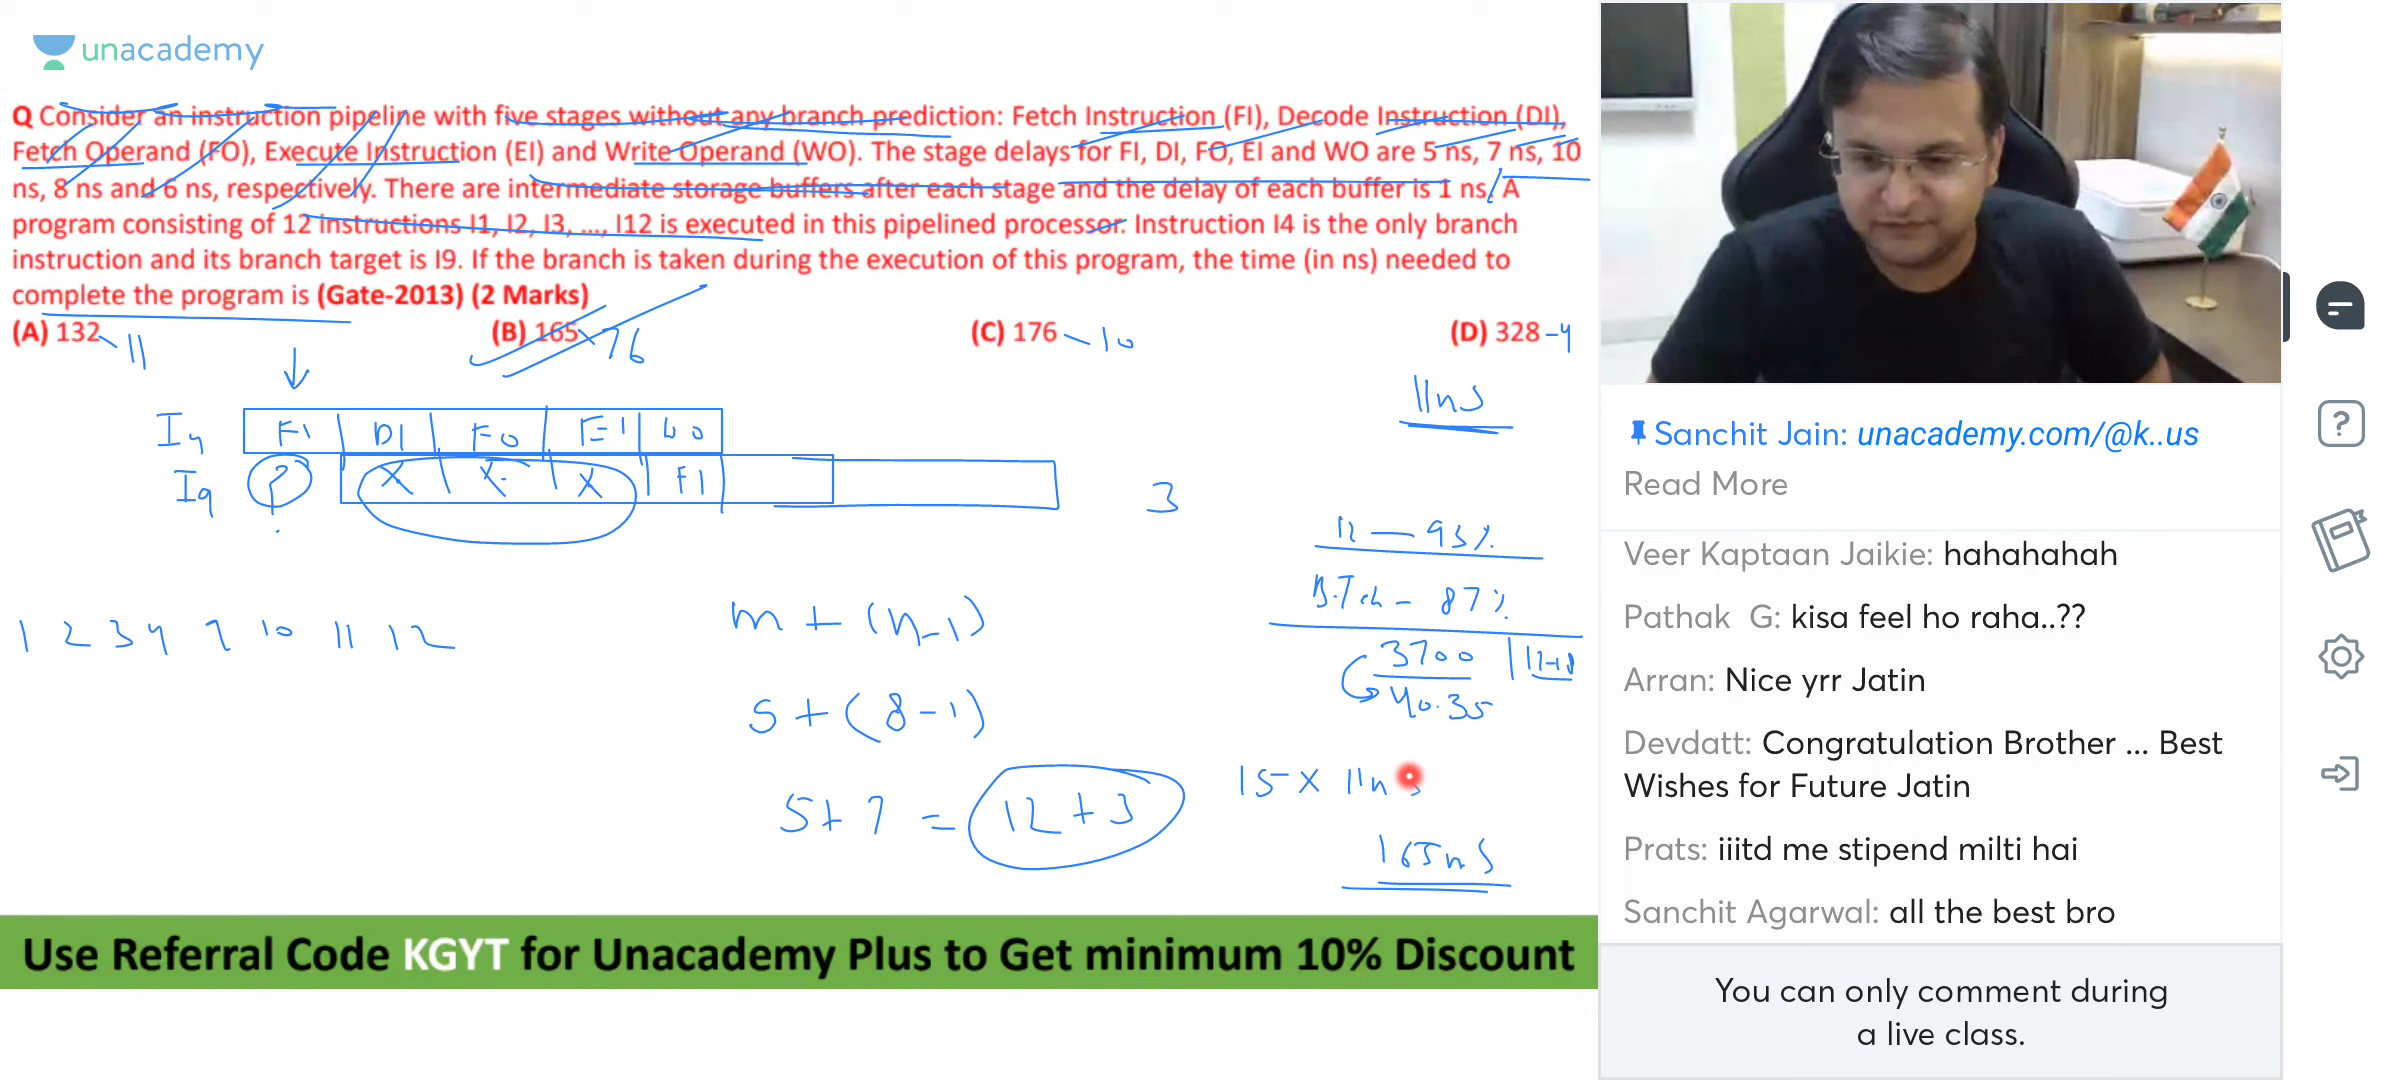 unacademy
Q Consider an instruction pipeline with five stages without any branch prediction: Fetch Instruction (FI), Decode Instruction (DI),
Fetch Operand (FO), Execute Instruction (EI) and Write Operand (WO). The stage delays for FI, DI, FO, EI and WO are 5 ns, 7 ns, 10
ns, 8 ns and 6 ns, respectively. There are intermediate storage buffers after each stage and the delay of each buffer is 1 ns. A
program consisting of 12 instructions I1, I2, I3, ..., I12 is executed in this pipelined processor. Instruction I4 is the only branch
instruction and its branch target is I9. If the branch is taken during the execution of this program, the time (in ns) needed to
complete the program is (Gate-2013) (2 Marks)
(A) 132 (B) 165 (C) 176 (D) 328
11 76 10 -4
11nS
I4 FI DI FO EI WO
I9 ? X X X FI
3
12 — 93%
B.Tech - 87%
1 2 3 4 9 10 11 12
m + (n-1)
3700
40.35
5 + (8-1)
5+7 = 12+3
15 x 11ns
165nS
Use Referral Code KGYT for Unacademy Plus to Get minimum 10% Discount
Sanchit Jain: unacademy.com/@k..us
Read More
Veer Kaptaan Jaikie: hahahahah
Pathak G: kisa feel ho raha..??
Arran: Nice yrr Jatin
Devdatt: Congratulation Brother ... Best
Wishes for Future Jatin
Prats: iiitd me stipend milti hai
Sanchit Agarwal: all the best bro
You can only comment during
a live class.